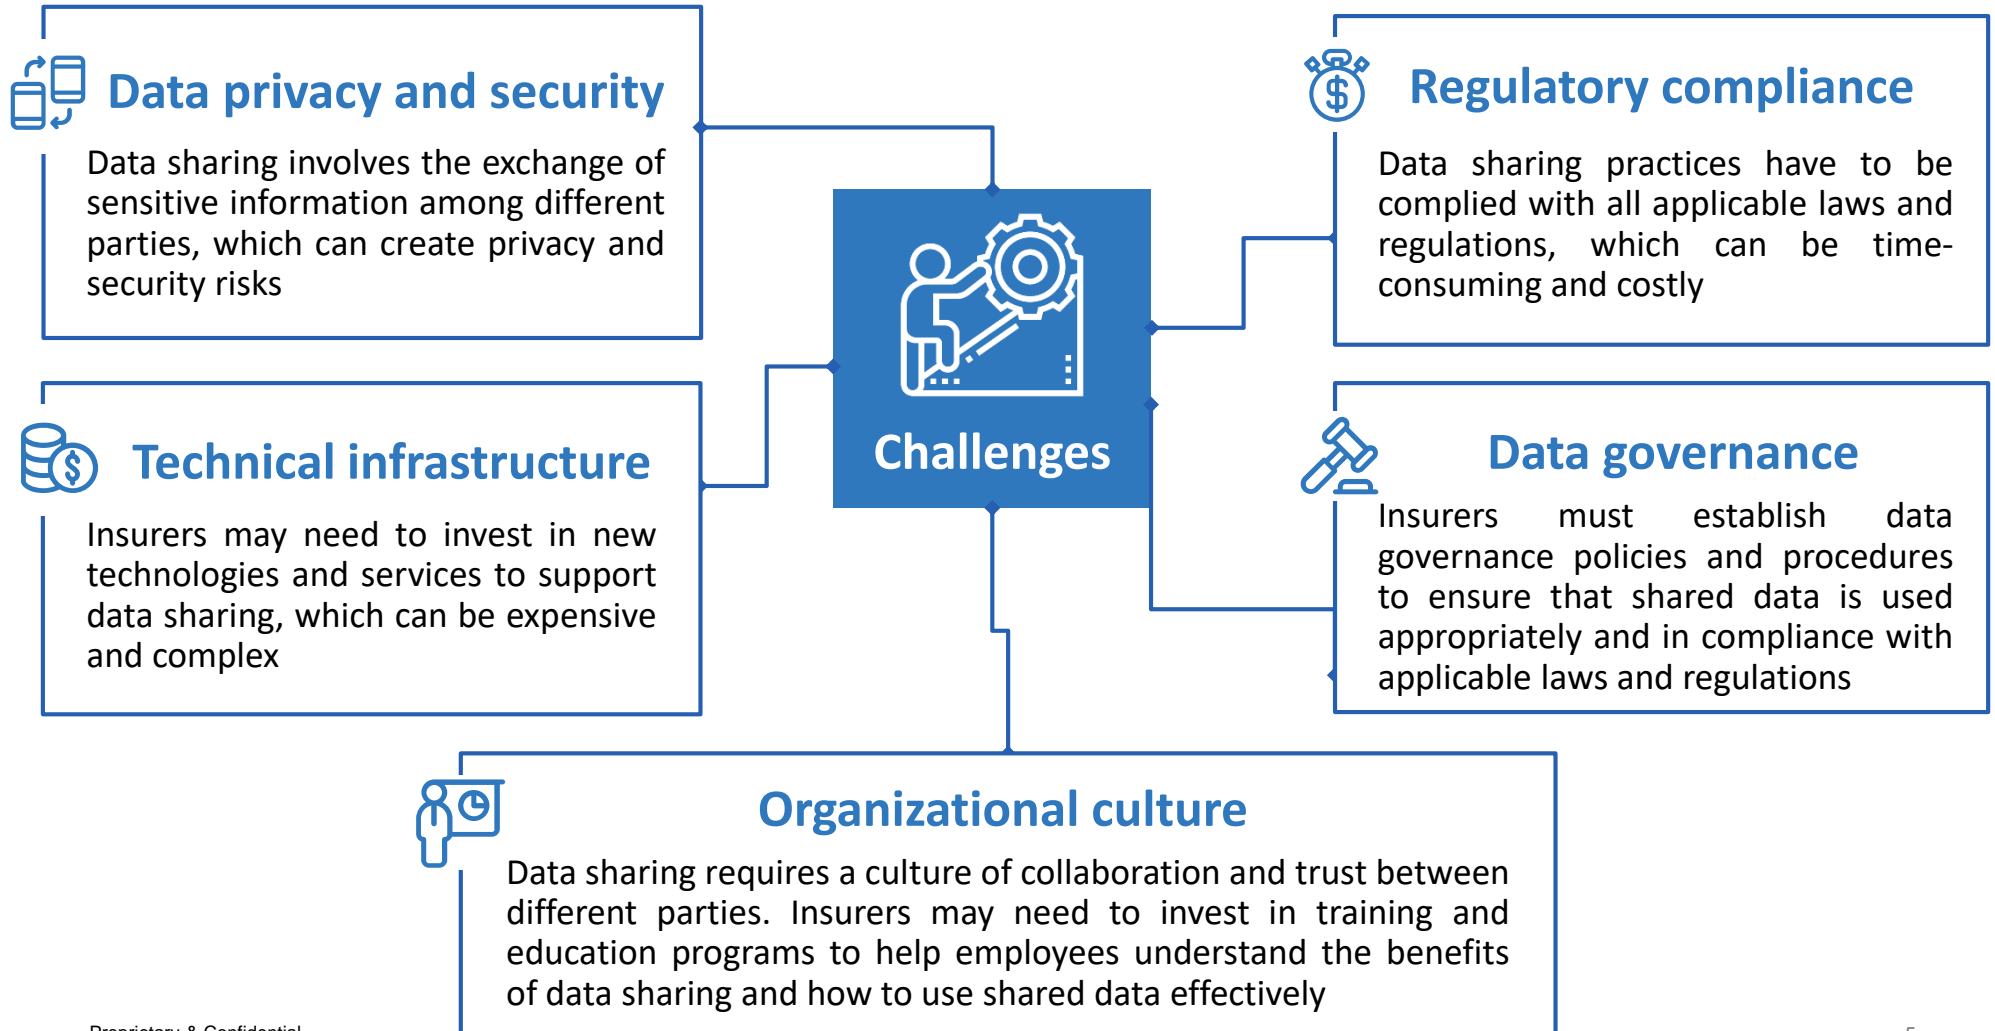 Data privacy and security
Data sharing involves the exchange of
sensitive information among different
parties, which can create privacy and
security risks
Regulatory compliance
Data sharing practices have to be
complied with all applicable laws and
regulations, which can be time-
consuming and costly
Challenges
Technical infrastructure
Insurers may need to invest in new
technologies and services to support
data sharing, which can be expensive
and complex
Data governance
Insurers must establish data
governance policies and procedures
to ensure that shared data is used
appropriately and in compliance with
applicable laws and regulations
Organizational culture
Data sharing requires a culture of collaboration and trust between
different parties. Insurers may need to invest in training and
education programs to help employees understand the benefits
of data sharing and how to use shared data effectively
Proprietary & Confidential
5